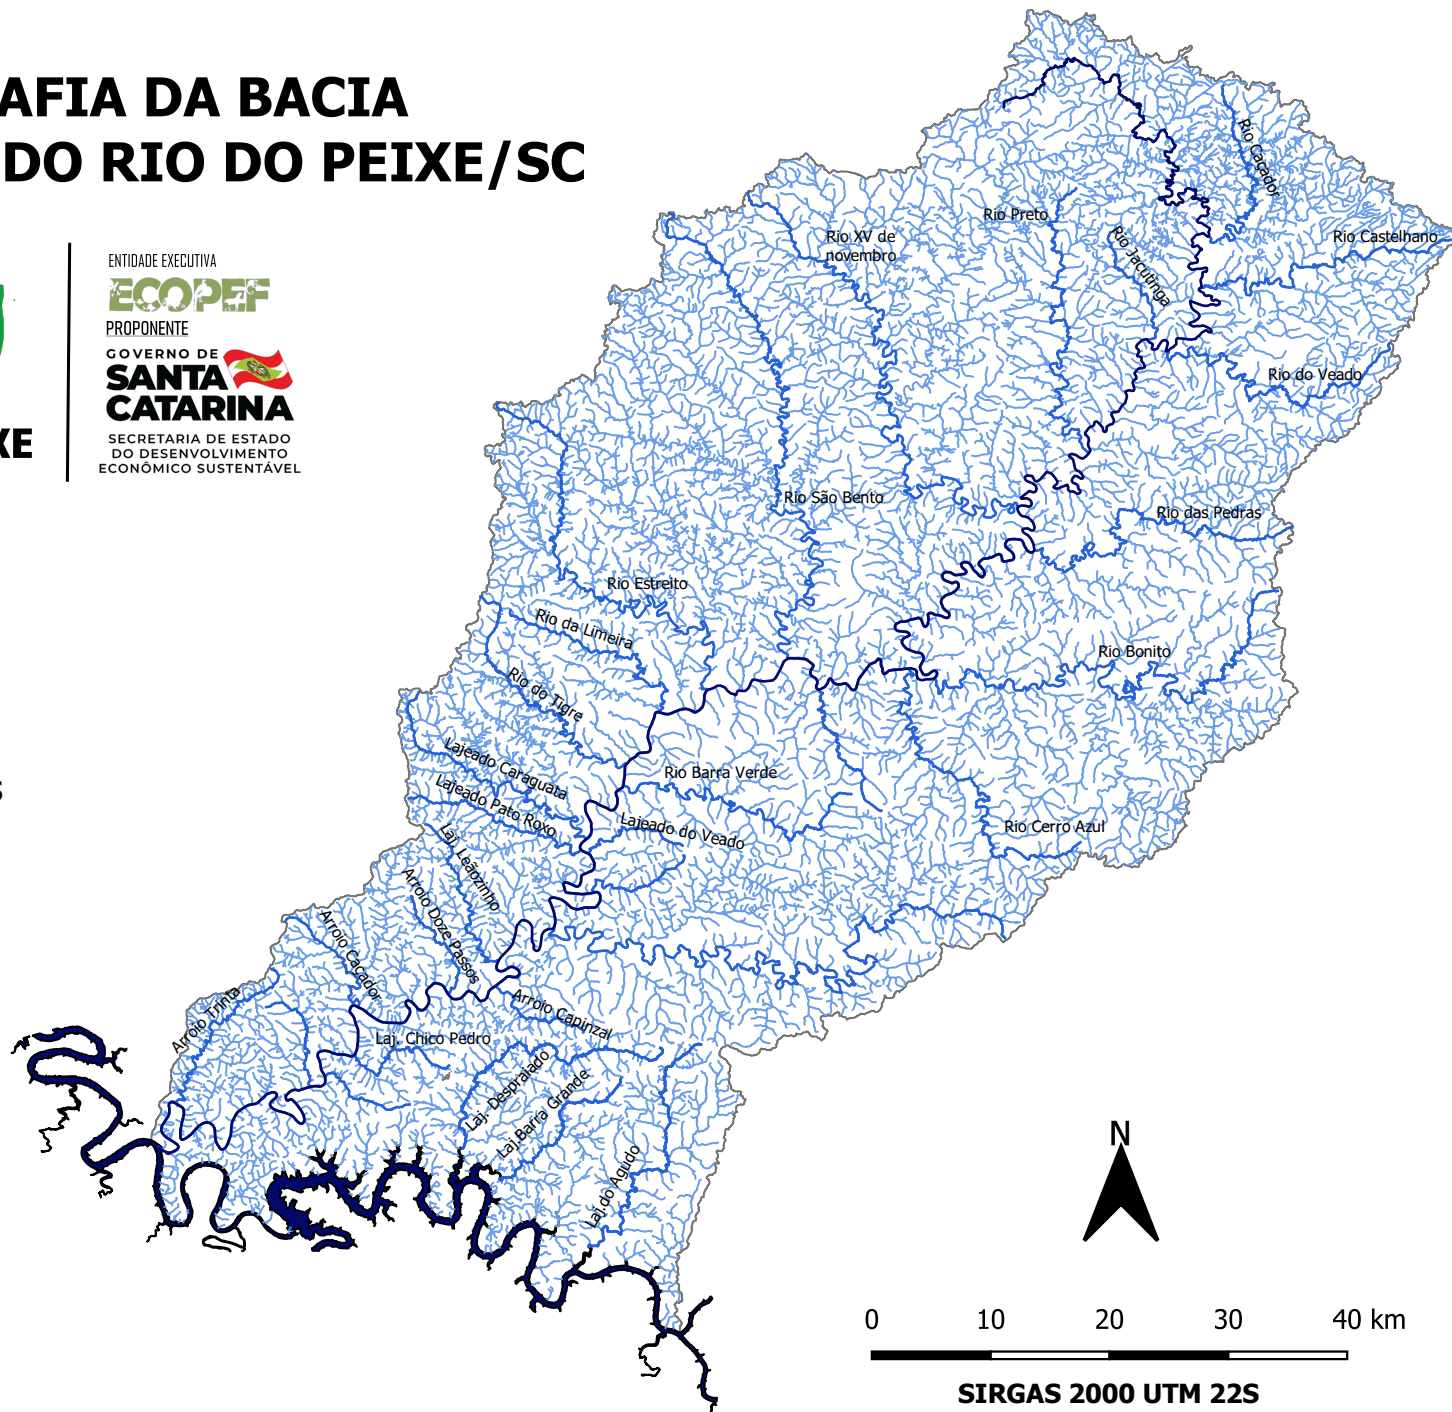 AFIA DA BACIA
DO RIO DO PEIXE/SC
ENTIDADE EXECUTIVA
ECOPEF
PROPONENTE
GOVERNO DE
SANTA
CATARINA
SECRETARIA DE ESTADO
DO DESENVOLVIMENTO
ECONÔMICO SUSTENTÁVEL
XE
S
Rio Caçador
Rio Preto
Rio XV de
novembro
Rio Jacutinga
Rio Castelhano
Rio do Veado
Rio São Bento
Rio das Pedras
Rio Estreito
Rio da Limeira
Rio Bonito
Rio do Tigre
Lajeado Caraguata
Rio Barra Verde
Lajeado Pato Roxo
Lajeado do Veado
Rio Cerro Azul
Laj. Leãozinho
Arroio Doze Passos
Arroio Caçador
Arroio Trinta
Arroio Capinzal
Laj. Chico Pedro
Laj. Despraiado
Laj.Barra Grande
Laj.do Agudo
N
0 10 20 30 40 km
SIRGAS 2000 UTM 22S